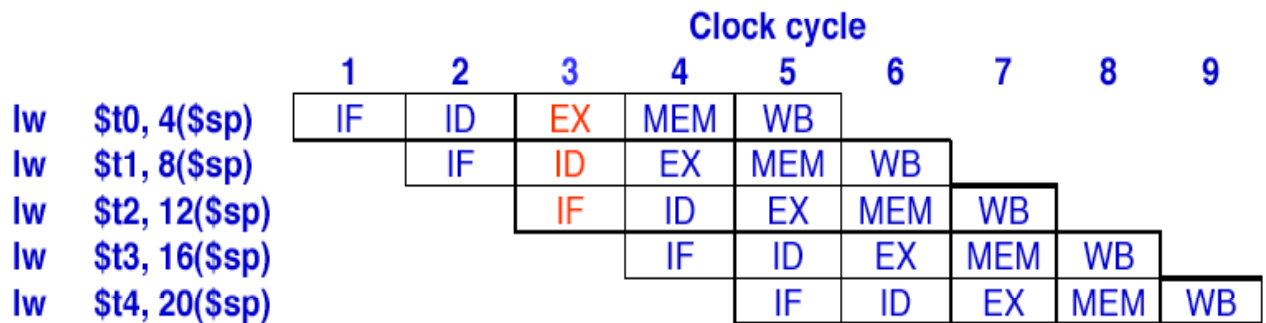 Clock cycle
1 2 3 4 5 6 7 8 9
lw $t0, 4($sp) IF ID EX MEM WB
lw $t1, 8($sp) IF ID EX MEM WB
lw $t2, 12($sp) IF ID EX MEM WB
lw $t3, 16($sp) IF ID EX MEM WB
lw $t4, 20($sp) IF ID EX MEM WB